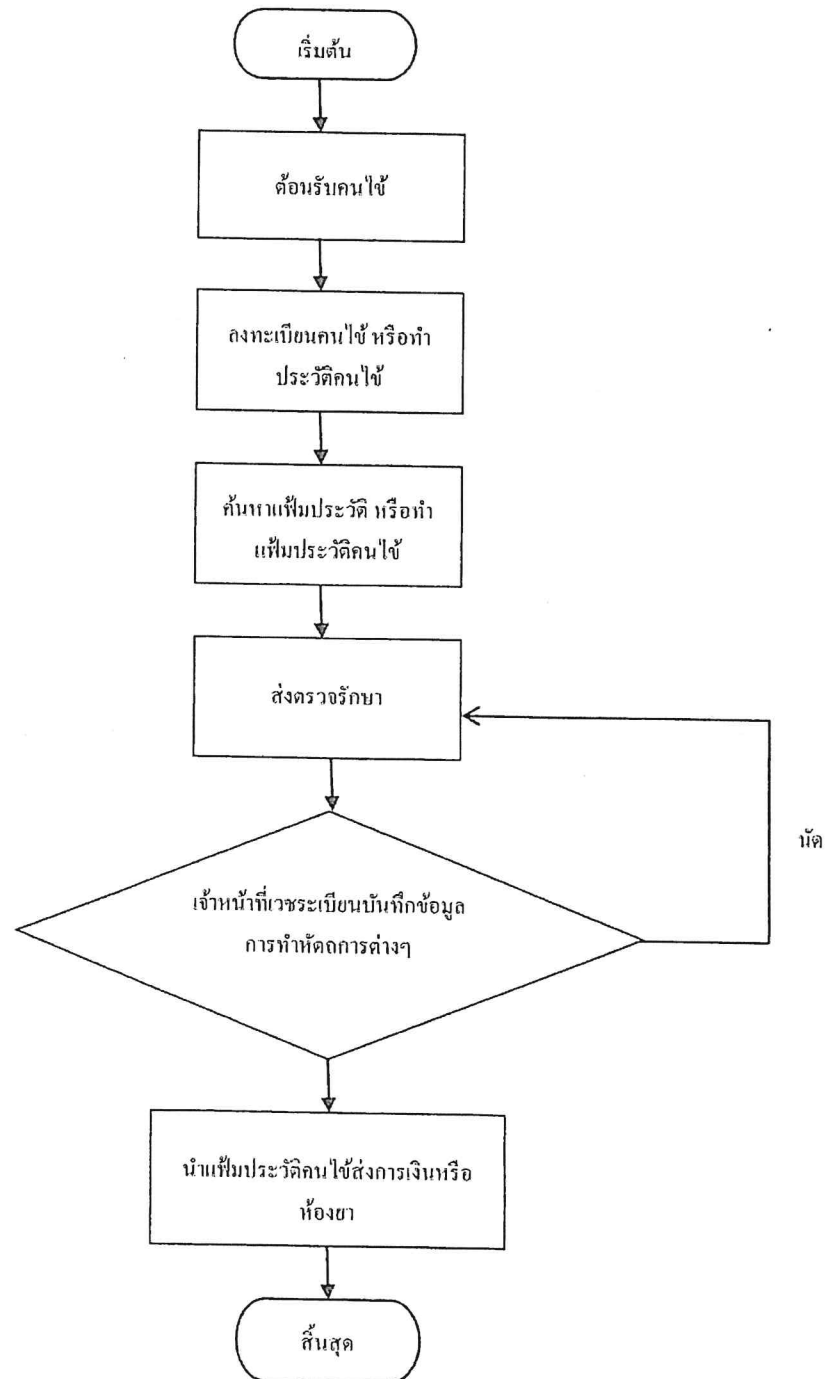 เริ่มต้น
ต้อนรับคนไข้
ลงทะเบียนคนไข้ หรือทำ
ประวัติคนไข้
ค้นหาแฟ้มประวัติ หรือทำ
แฟ้มประวัติคนไข้
ส่งตรวจรักษา
นัด
เจ้าหน้าที่เวชระเบียนบันทึกข้อมูล
การทำหัตถการต่างๆ
นำแฟ้มประวัติคนไข้ส่งการเงินหรือ
ห้องยา
สิ้นสุด